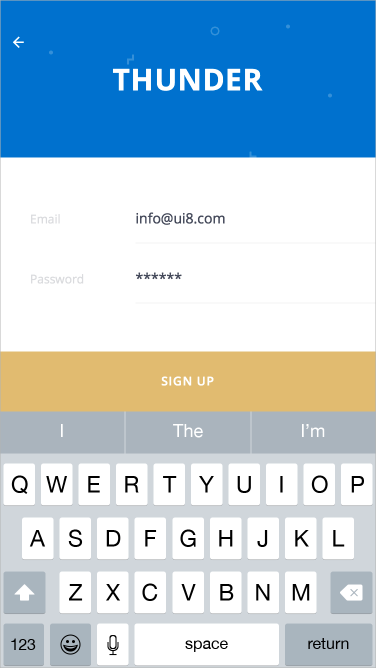 THUNDER
Email info@ui8.com
Password ******
SIGN UP
I The I'm
Q W E R T Y U I O P
A S D F G H J K L
Z X C V B N M
123 space return